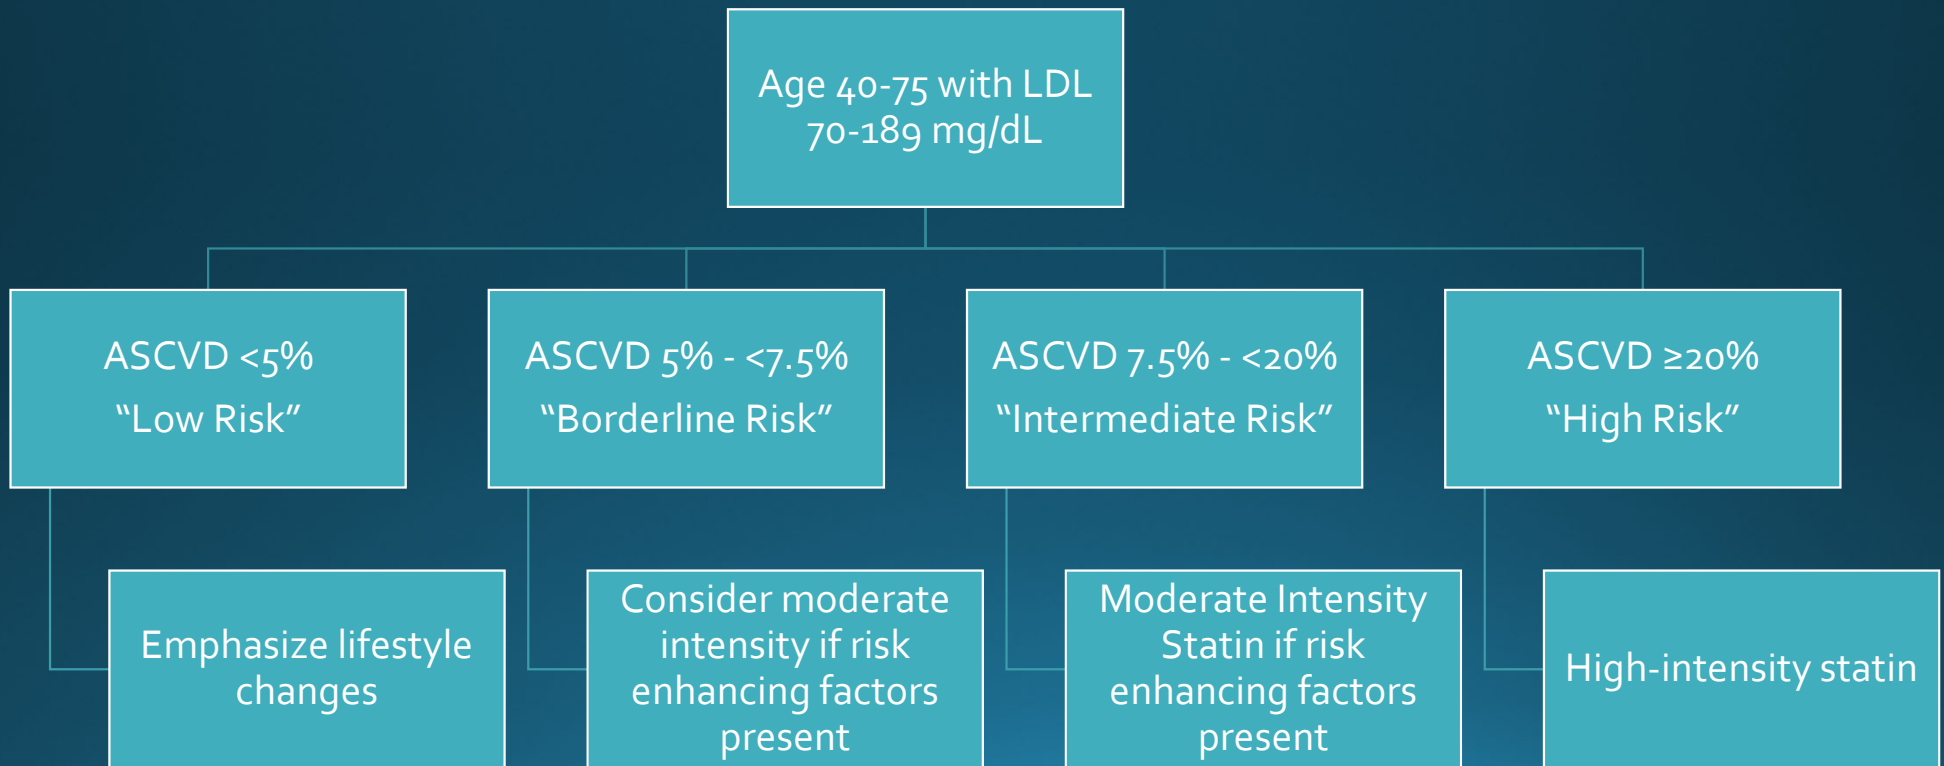 Age 40-75 with LDL
70-189 mg/dL
ASCVD <5%
“Low Risk”
ASCVD 5% - <7.5%
“Borderline Risk”
ASCVD 7.5% - <20%
“Intermediate Risk”
ASCVD ≥20%
“High Risk”
Emphasize lifestyle
changes
Consider moderate
intensity if risk
enhancing factors
present
Moderate Intensity
Statin if risk
enhancing factors
present
High-intensity statin